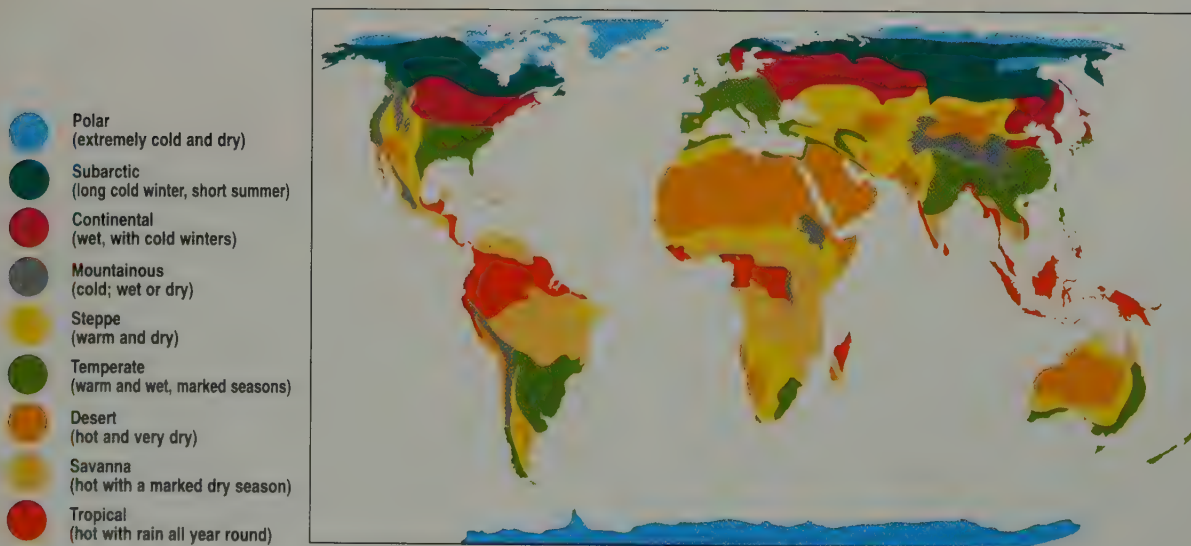 Polar
(extremely cold and dry)
Subarctic
(long cold winter, short summer)
Continental
(wet, with cold winters)
Mountainous
(cold; wet or dry)
Steppe
(warm and dry)
Temperate
(warm and wet, marked seasons)
Desert
(hot and very dry)
Savanna
(hot with a marked dry season)
Tropical
(hot with rain all year round)